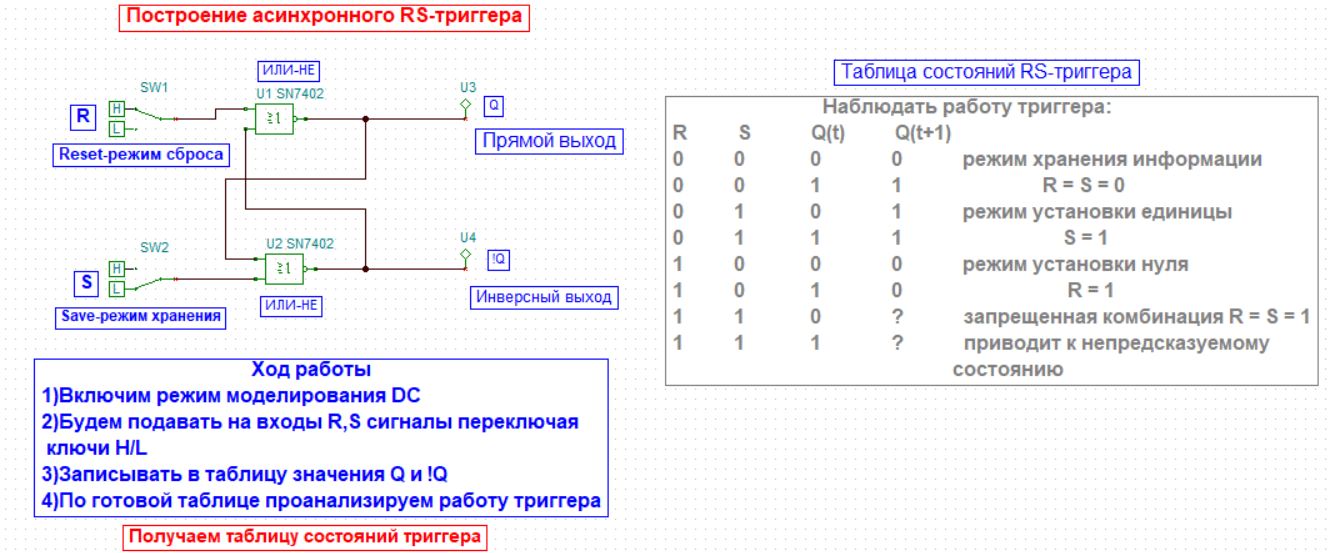 Построение асинхронного RS-триггера
ИЛИ-НЕ
SW1
U1 SN7402
U3
R
H
L
≥1
Q
Reset-режим сброса
Прямой выход
SW2
U2 SN7402
U4
S
H
L
≥1
!Q
ИЛИ-НЕ
Save-режим хранения
Инверсный выход
Ход работы
1)Включим режим моделирования DC
2)Будем подавать на входы R,S сигналы переключая
ключи H/L
3)Записывать в таблицу значения Q и !Q
4)По готовой таблице проанализируем работу триггера
Получаем таблицу состояний триггера
Таблица состояний RS-триггера
Наблюдать работу триггера:
R S Q(t) Q(t+1)
0 0 0 0 режим хранения информации
0 0 1 1 R = S = 0
0 1 0 1 режим установки единицы
0 1 1 1 S = 1
1 0 0 0 режим установки нуля
1 0 1 0 R = 1
1 1 0 ? запрещенная комбинация R = S = 1
1 1 1 ? приводит к непредсказуемому
состоянию